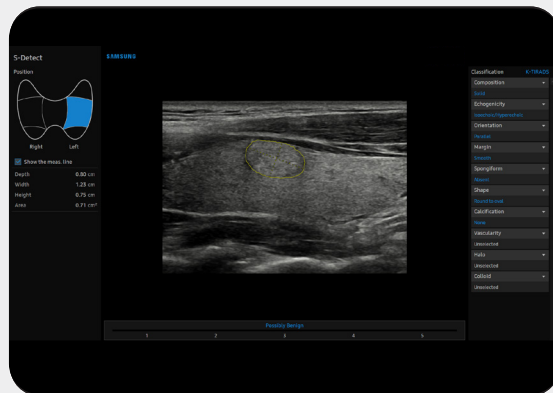 S-Detect
SAMSUNG
Position
Right Left
Show the meas. line
Depth 0.80 cm
Width 1.23 cm
Height 0.75 cm
Area 0.71 cm²
Classification K-TIRADS
Composition
Solid
Echogenicity
Isoechoic/Hyperechoic
Orientation
Parallel
Margin
Smooth
Spongiform
Absent
Shape
Round to oval
Calcification
None
Vascularity
Unselected
Halo
Unselected
Colloid
Unselected
Possibly Benign
1 2 3 4 5